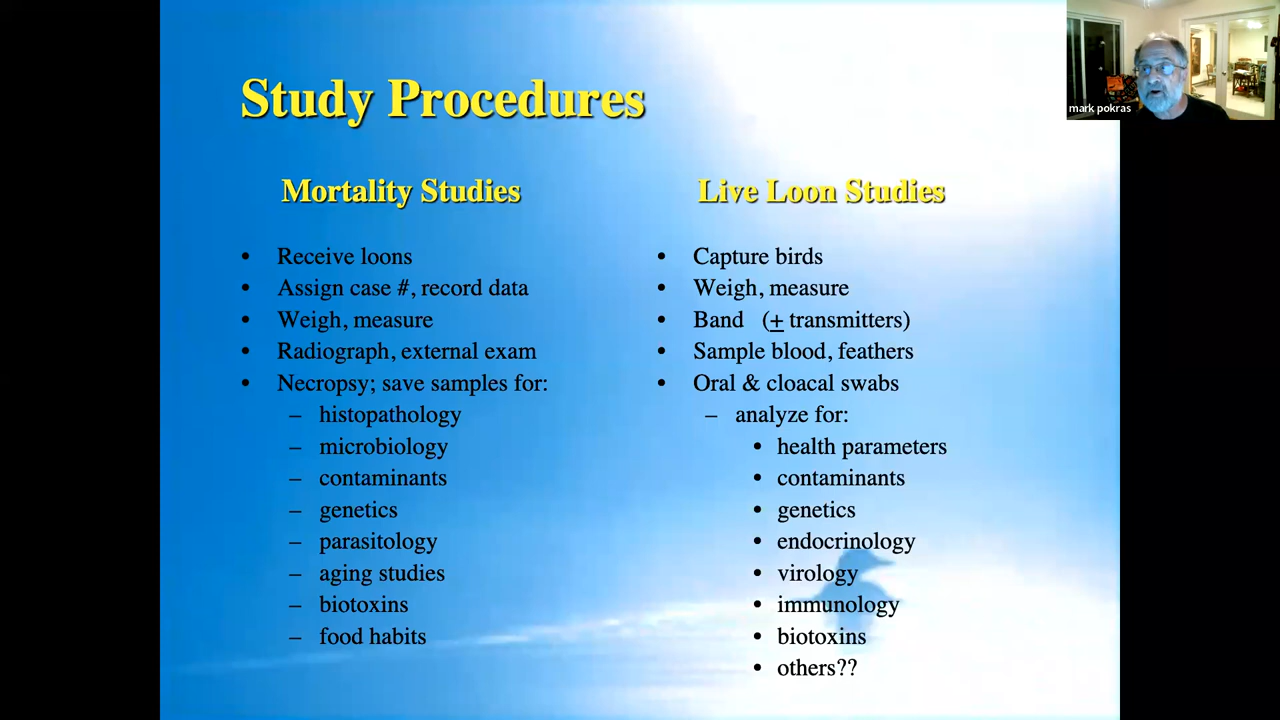 Study Procedures
Mortality Studies
• Receive loons
• Assign case #, record data
• Weigh, measure
• Radiograph, external exam
• Necropsy; save samples for:
– histopathology
– microbiology
– contaminants
– genetics
– parasitology
– aging studies
– biotoxins
– food habits
Live Loon Studies
• Capture birds
• Weigh, measure
• Band (+ transmitters)
• Sample blood, feathers
• Oral & cloacal swabs
– analyze for:
• health parameters
• contaminants
• genetics
• endocrinology
• virology
• immunology
• biotoxins
• others??
mark pokras